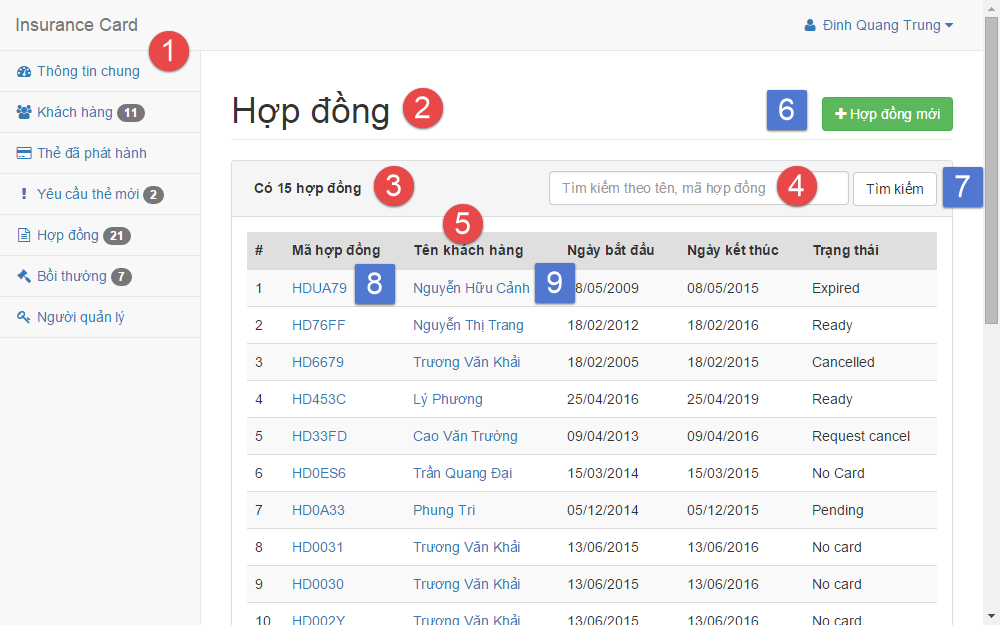 Insurance Card
Đinh Quang Trung
1
Thông tin chung
Khách hàng 11
Thẻ đã phát hành
Yêu cầu thẻ mới 2
Hợp đồng 21
Bồi thường 7
Người quản lý
Hợp đồng 2
6 Hợp đồng mới
Có 15 hợp đồng 3 Tìm kiếm theo tên, mã hợp đồng 4 Tìm kiếm 7
5
# Mã hợp đồng Tên khách hàng Ngày bắt đầu Ngày kết thúc Trạng thái
1 HDUA79 8 Nguyễn Hữu Cảnh 9 8/05/2009 08/05/2015 Expired
2 HD76FF Nguyễn Thị Trang 18/02/2012 18/02/2016 Ready
3 HD6679 Trương Văn Khải 18/02/2005 18/02/2015 Cancelled
4 HD453C Lý Phương 25/04/2016 25/04/2019 Ready
5 HD33FD Cao Văn Trường 09/04/2013 09/04/2016 Request cancel
6 HD0ES6 Trần Quang Đại 15/03/2014 15/03/2015 No Card
7 HD0A33 Phung Tri 05/12/2014 05/12/2015 Pending
8 HD0031 Trương Văn Khải 13/06/2015 13/06/2016 No card
9 HD0030 Trương Văn Khải 13/06/2015 13/06/2016 No card
10 HD002Y Trương Văn Khải 13/06/2015 13/06/2016 No card